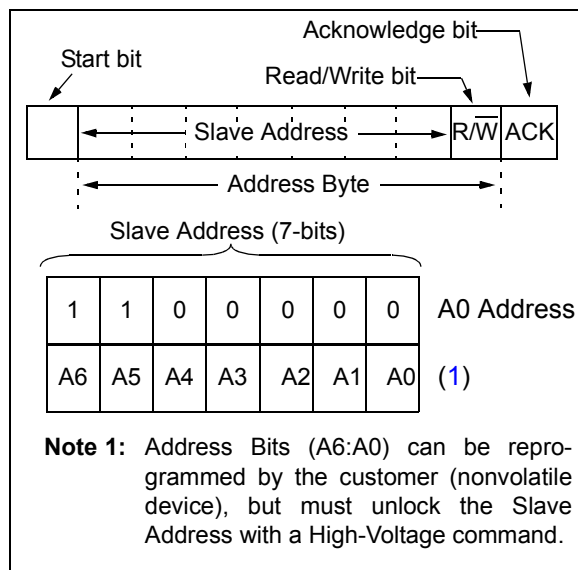 Acknowledge bit
Start bit
Read/Write bit
Slave Address R/W̅ ACK
Address Byte
Slave Address (7-bits)
1 1 0 0 0 0 0 A0 Address
A6 A5 A4 A3 A2 A1 A0 (1)
Note 1: Address Bits (A6:A0) can be repro-
grammed by the customer (nonvolatile
device), but must unlock the Slave
Address with a High-Voltage command.